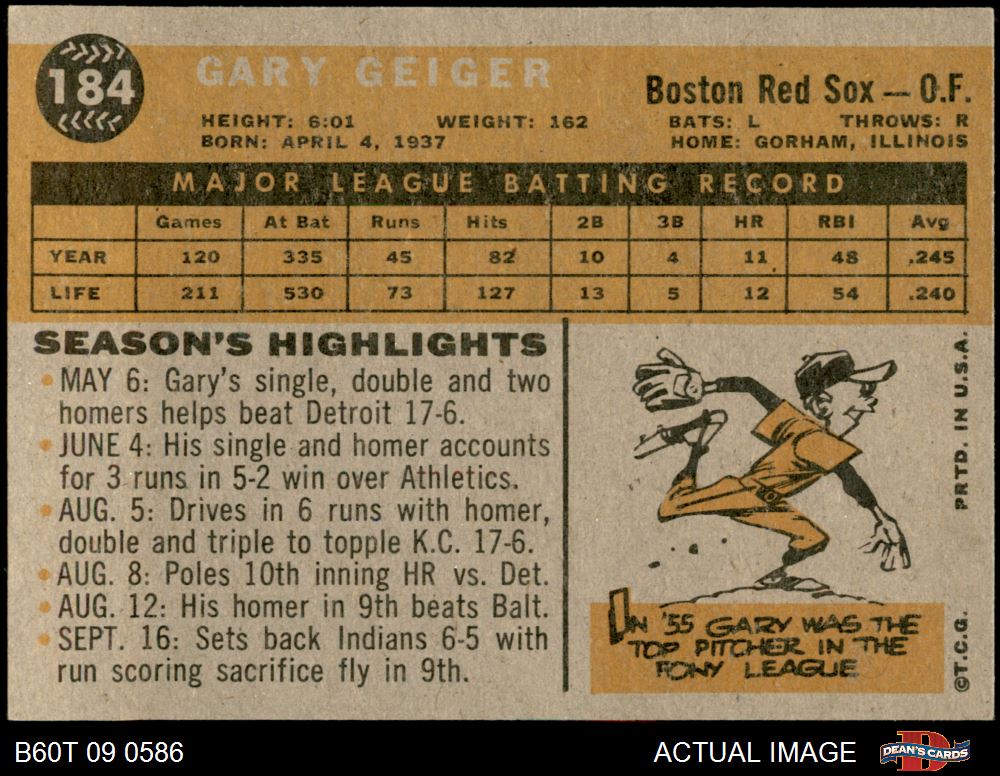 184
GARY GEIGER
Boston Red Sox — O.F.
HEIGHT: 6:01 WEIGHT: 162 BATS: L THROWS: R
BORN: APRIL 4, 1937 HOME: GORHAM, ILLINOIS
MAJOR LEAGUE BATTING RECORD
Games At Bat Runs Hits 2B 3B HR RBI Avg
YEAR 120 335 45 82 10 4 11 48 .245
LIFE 211 530 73 127 13 5 12 54 .240
SEASON'S HIGHLIGHTS
• MAY 6: Gary's single, double and two
homers helps beat Detroit 17-6.
• JUNE 4: His single and homer accounts
for 3 runs in 5-2 win over Athletics.
• AUG. 5: Drives in 6 runs with homer,
double and triple to topple K.C. 17-6.
• AUG. 8: Poles 10th inning HR vs. Det.
• AUG. 12: His homer in 9th beats Balt.
• SEPT. 16: Sets back Indians 6-5 with
run scoring sacrifice fly in 9th.
IN '55 GARY WAS THE
TOP PITCHER IN THE
PONY LEAGUE
©T.C.G. PRTD. IN U.S.A.
B60T 09 0586 ACTUAL IMAGE
DEAN'S CARDS